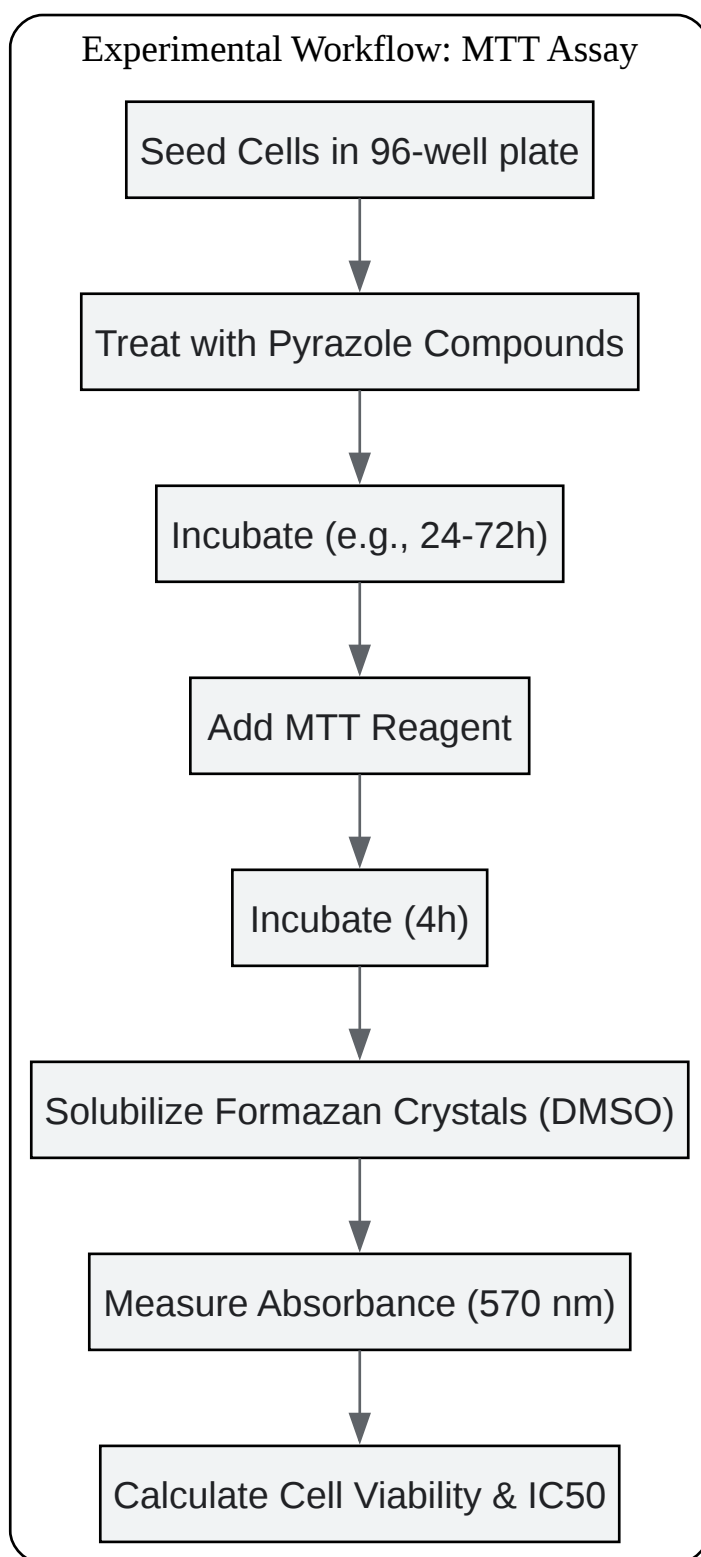 Experimental Workflow: MTT Assay
Seed Cells in 96-well plate
Treat with Pyrazole Compounds
Incubate (e.g., 24-72h)
Add MTT Reagent
Incubate (4h)
Solubilize Formazan Crystals (DMSO)
Measure Absorbance (570 nm)
Calculate Cell Viability & IC50